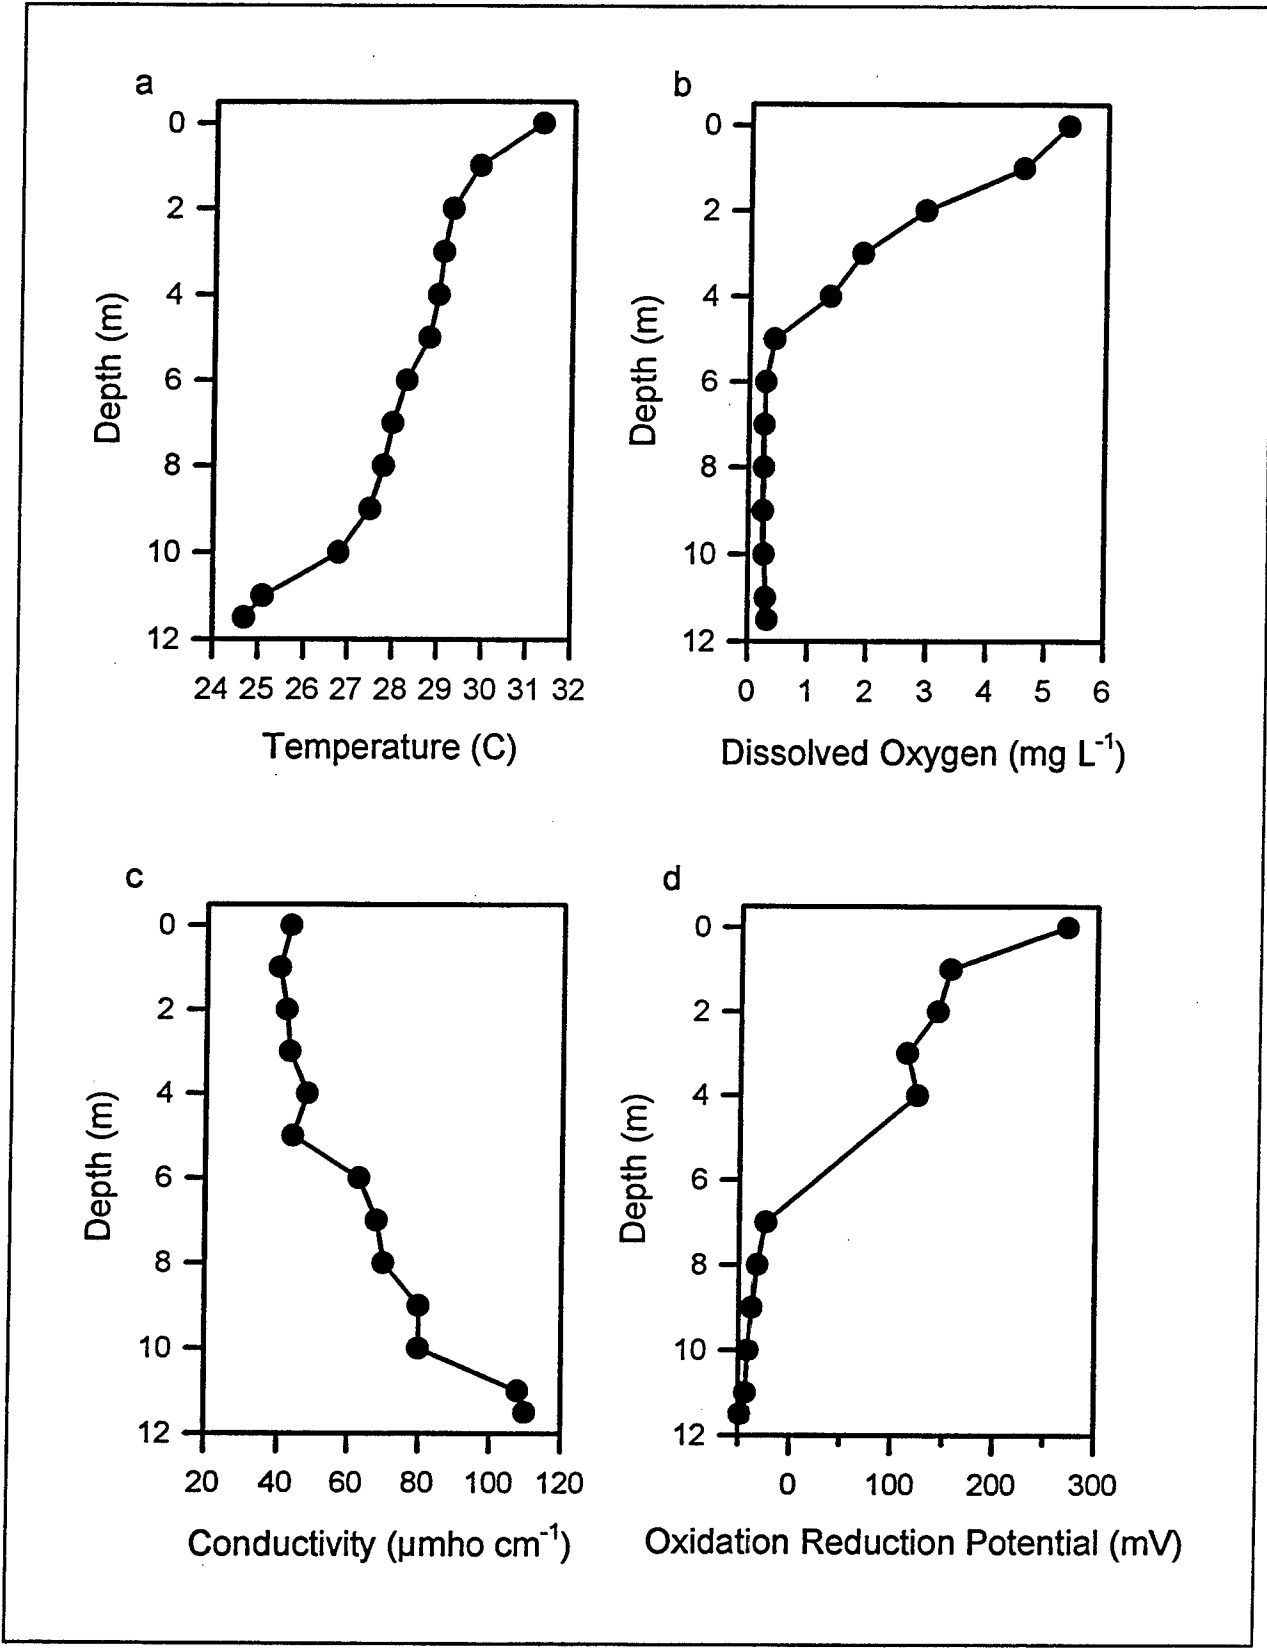 a
0
2
4
6
8
10
12
Depth (m)
24 25 26 27 28 29 30 31 32
Temperature (C)
b
0
2
4
6
8
10
12
Depth (m)
0 1 2 3 4 5 6
Dissolved Oxygen (mg L⁻¹)
c
0
2
4
6
8
10
12
Depth (m)
20 40 60 80 100 120
Conductivity (µmho cm⁻¹)
d
0
2
4
6
8
10
12
Depth (m)
0 100 200 300
Oxidation Reduction Potential (mV)